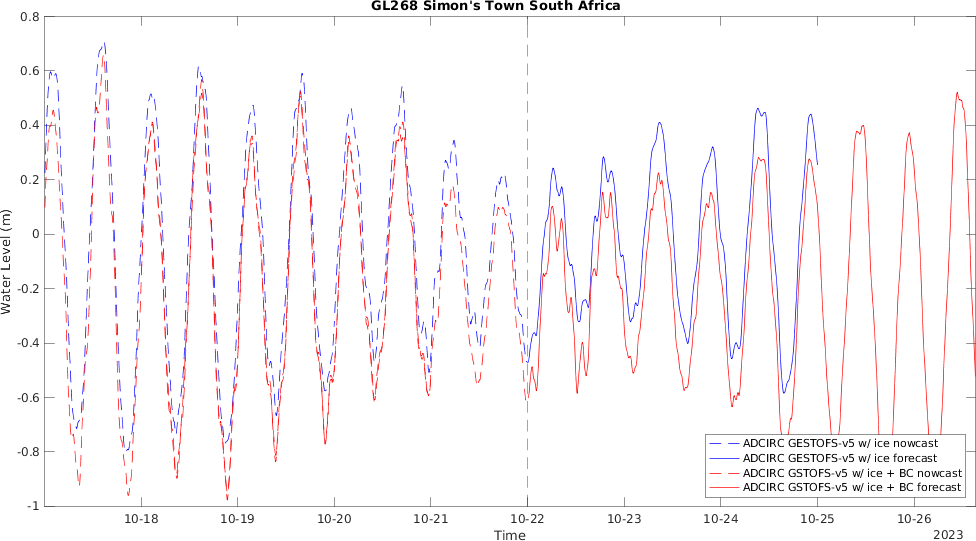 GL268 Simon's Town South Africa
Water Level (m)
0.8
0.6
0.4
0.2
0
-0.2
-0.4
-0.6
-0.8
-1
ADCIRC GESTOFS-v5 w/ ice nowcast
ADCIRC GESTOFS-v5 w/ ice forecast
ADCIRC GSTOFS-v5 w/ ice + BC nowcast
ADCIRC GSTOFS-v5 w/ ice + BC forecast
10-18 10-19 10-20 10-21 10-22 10-23 10-24 10-25 10-26
Time
2023